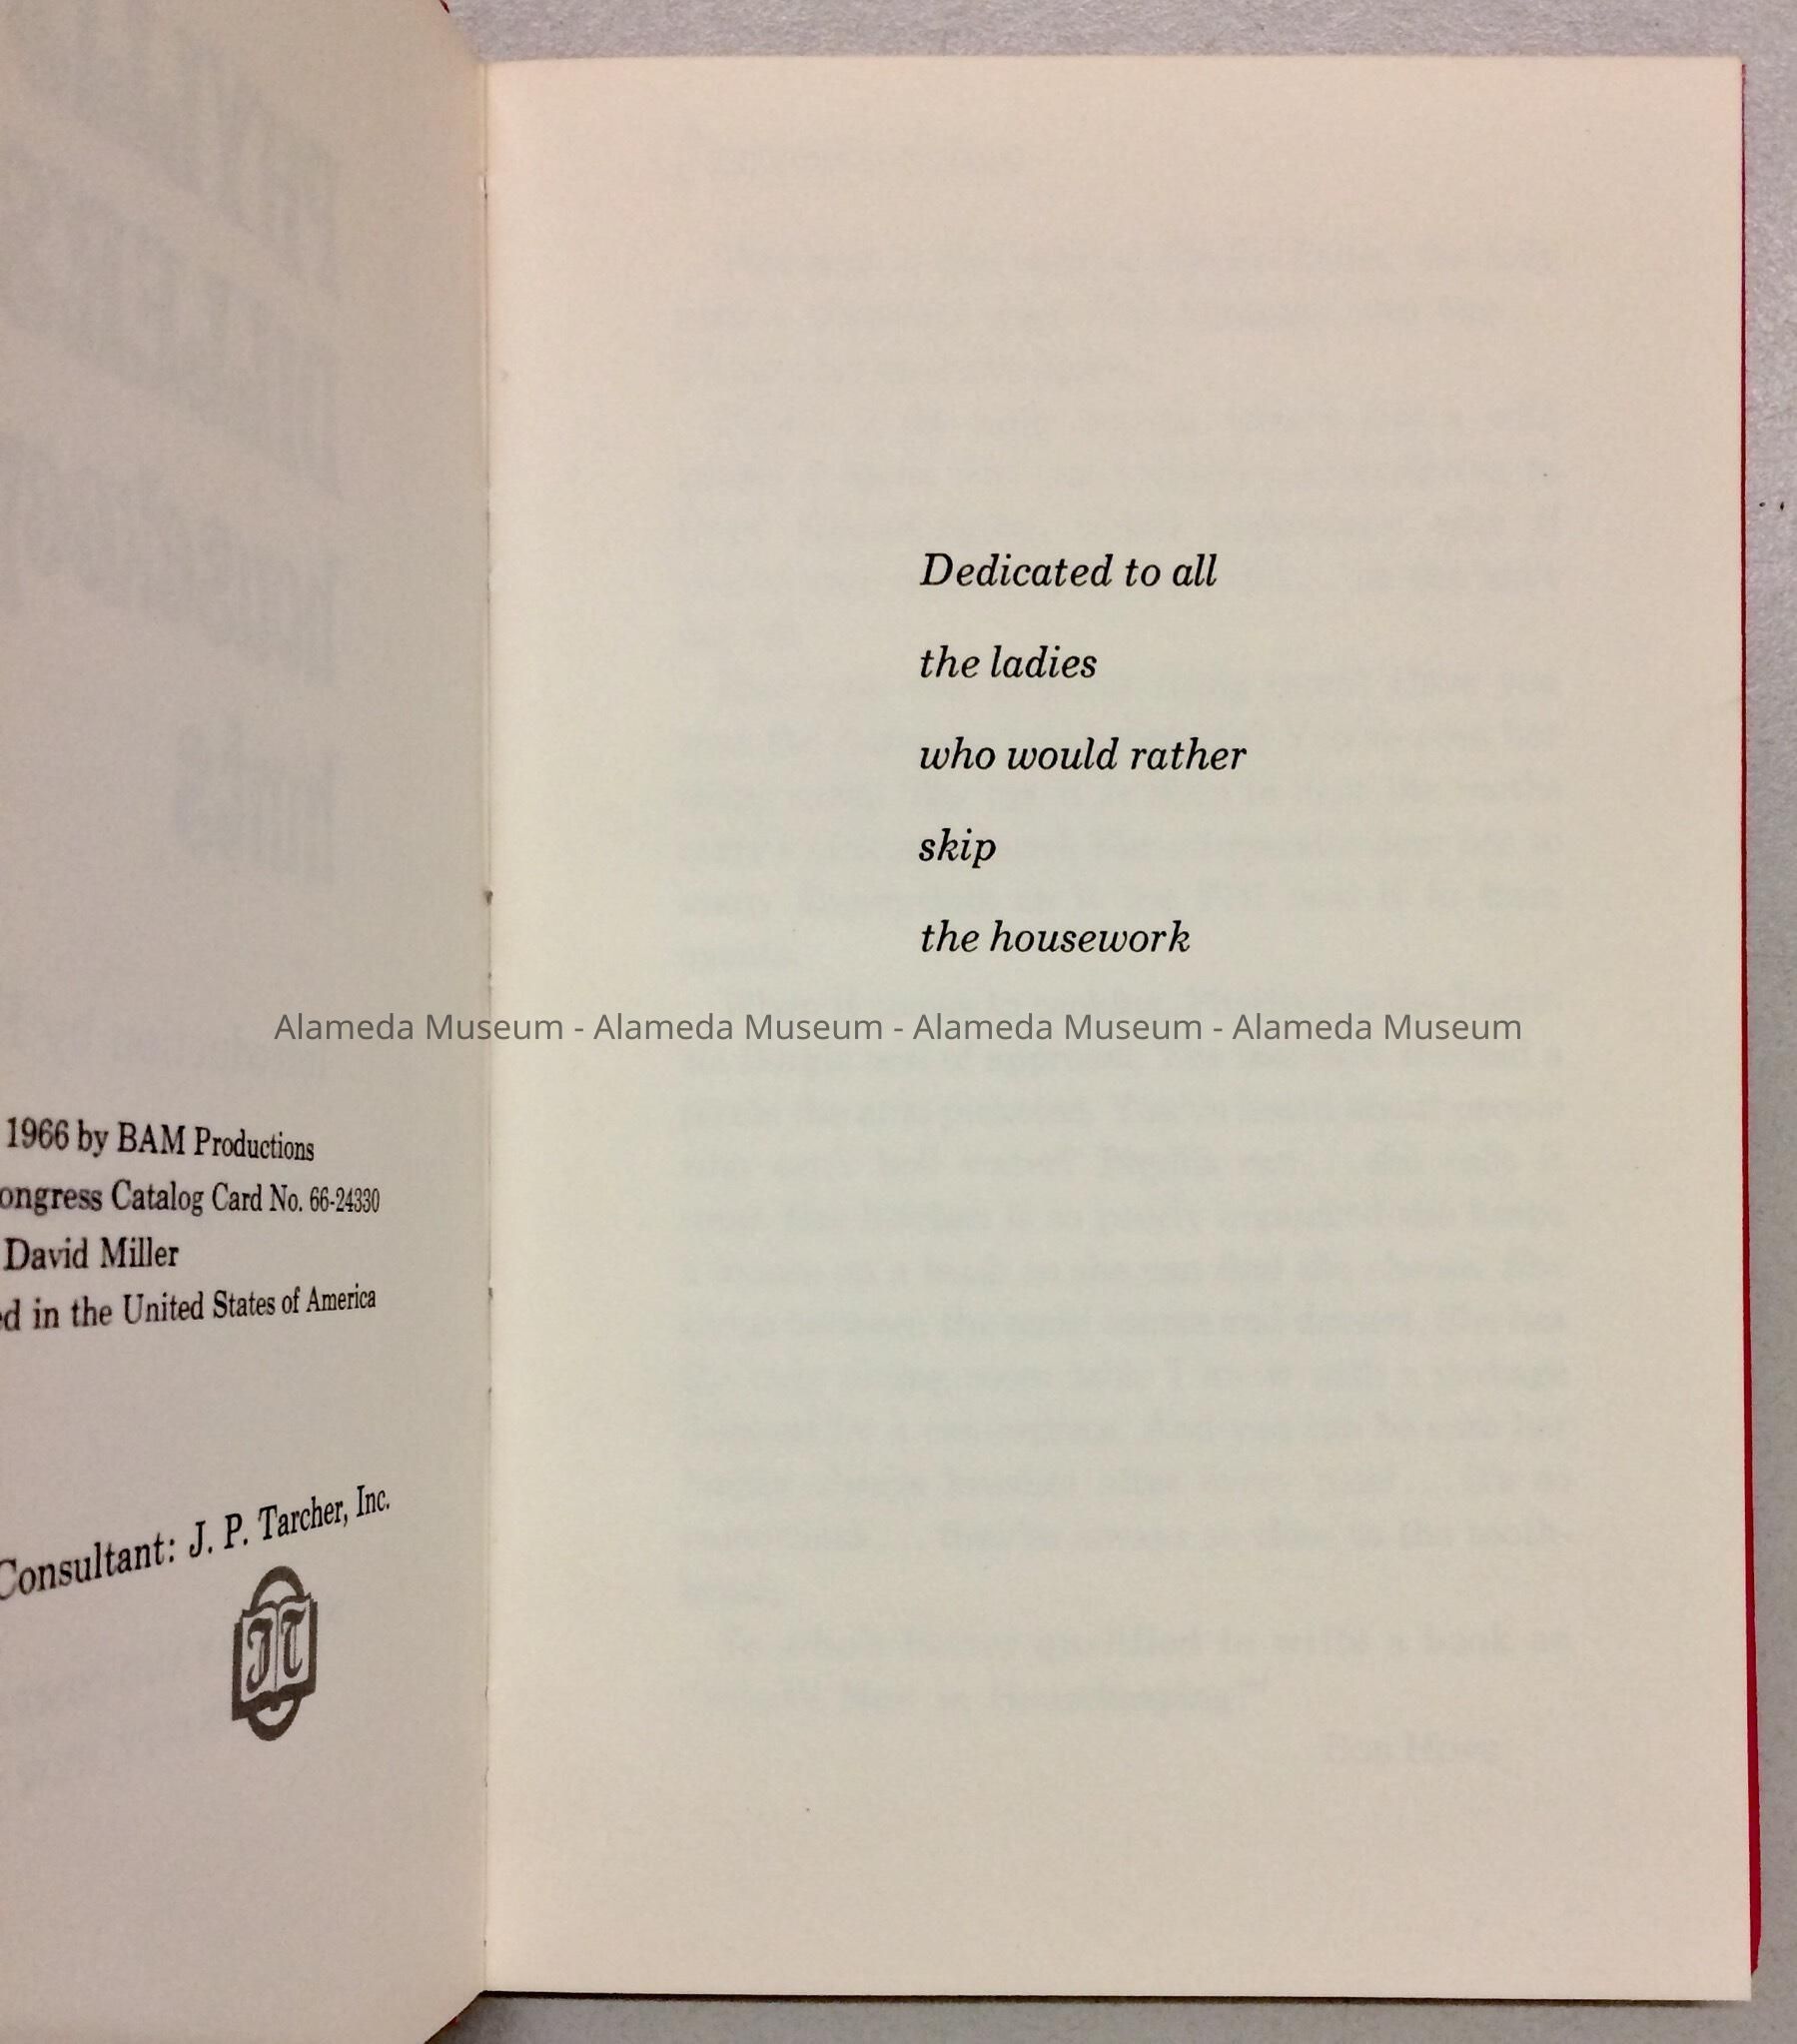 1966 by BAM Productions
ongress Catalog Card No. 66-24330
David Miller
ed in the United States of America
Consultant: J. P. Tarcher, Inc.
JT
Dedicated to all
the ladies
who would rather
skip
the housework
Alameda Museum - Alameda Museum - Alameda Museum - Alameda Museum